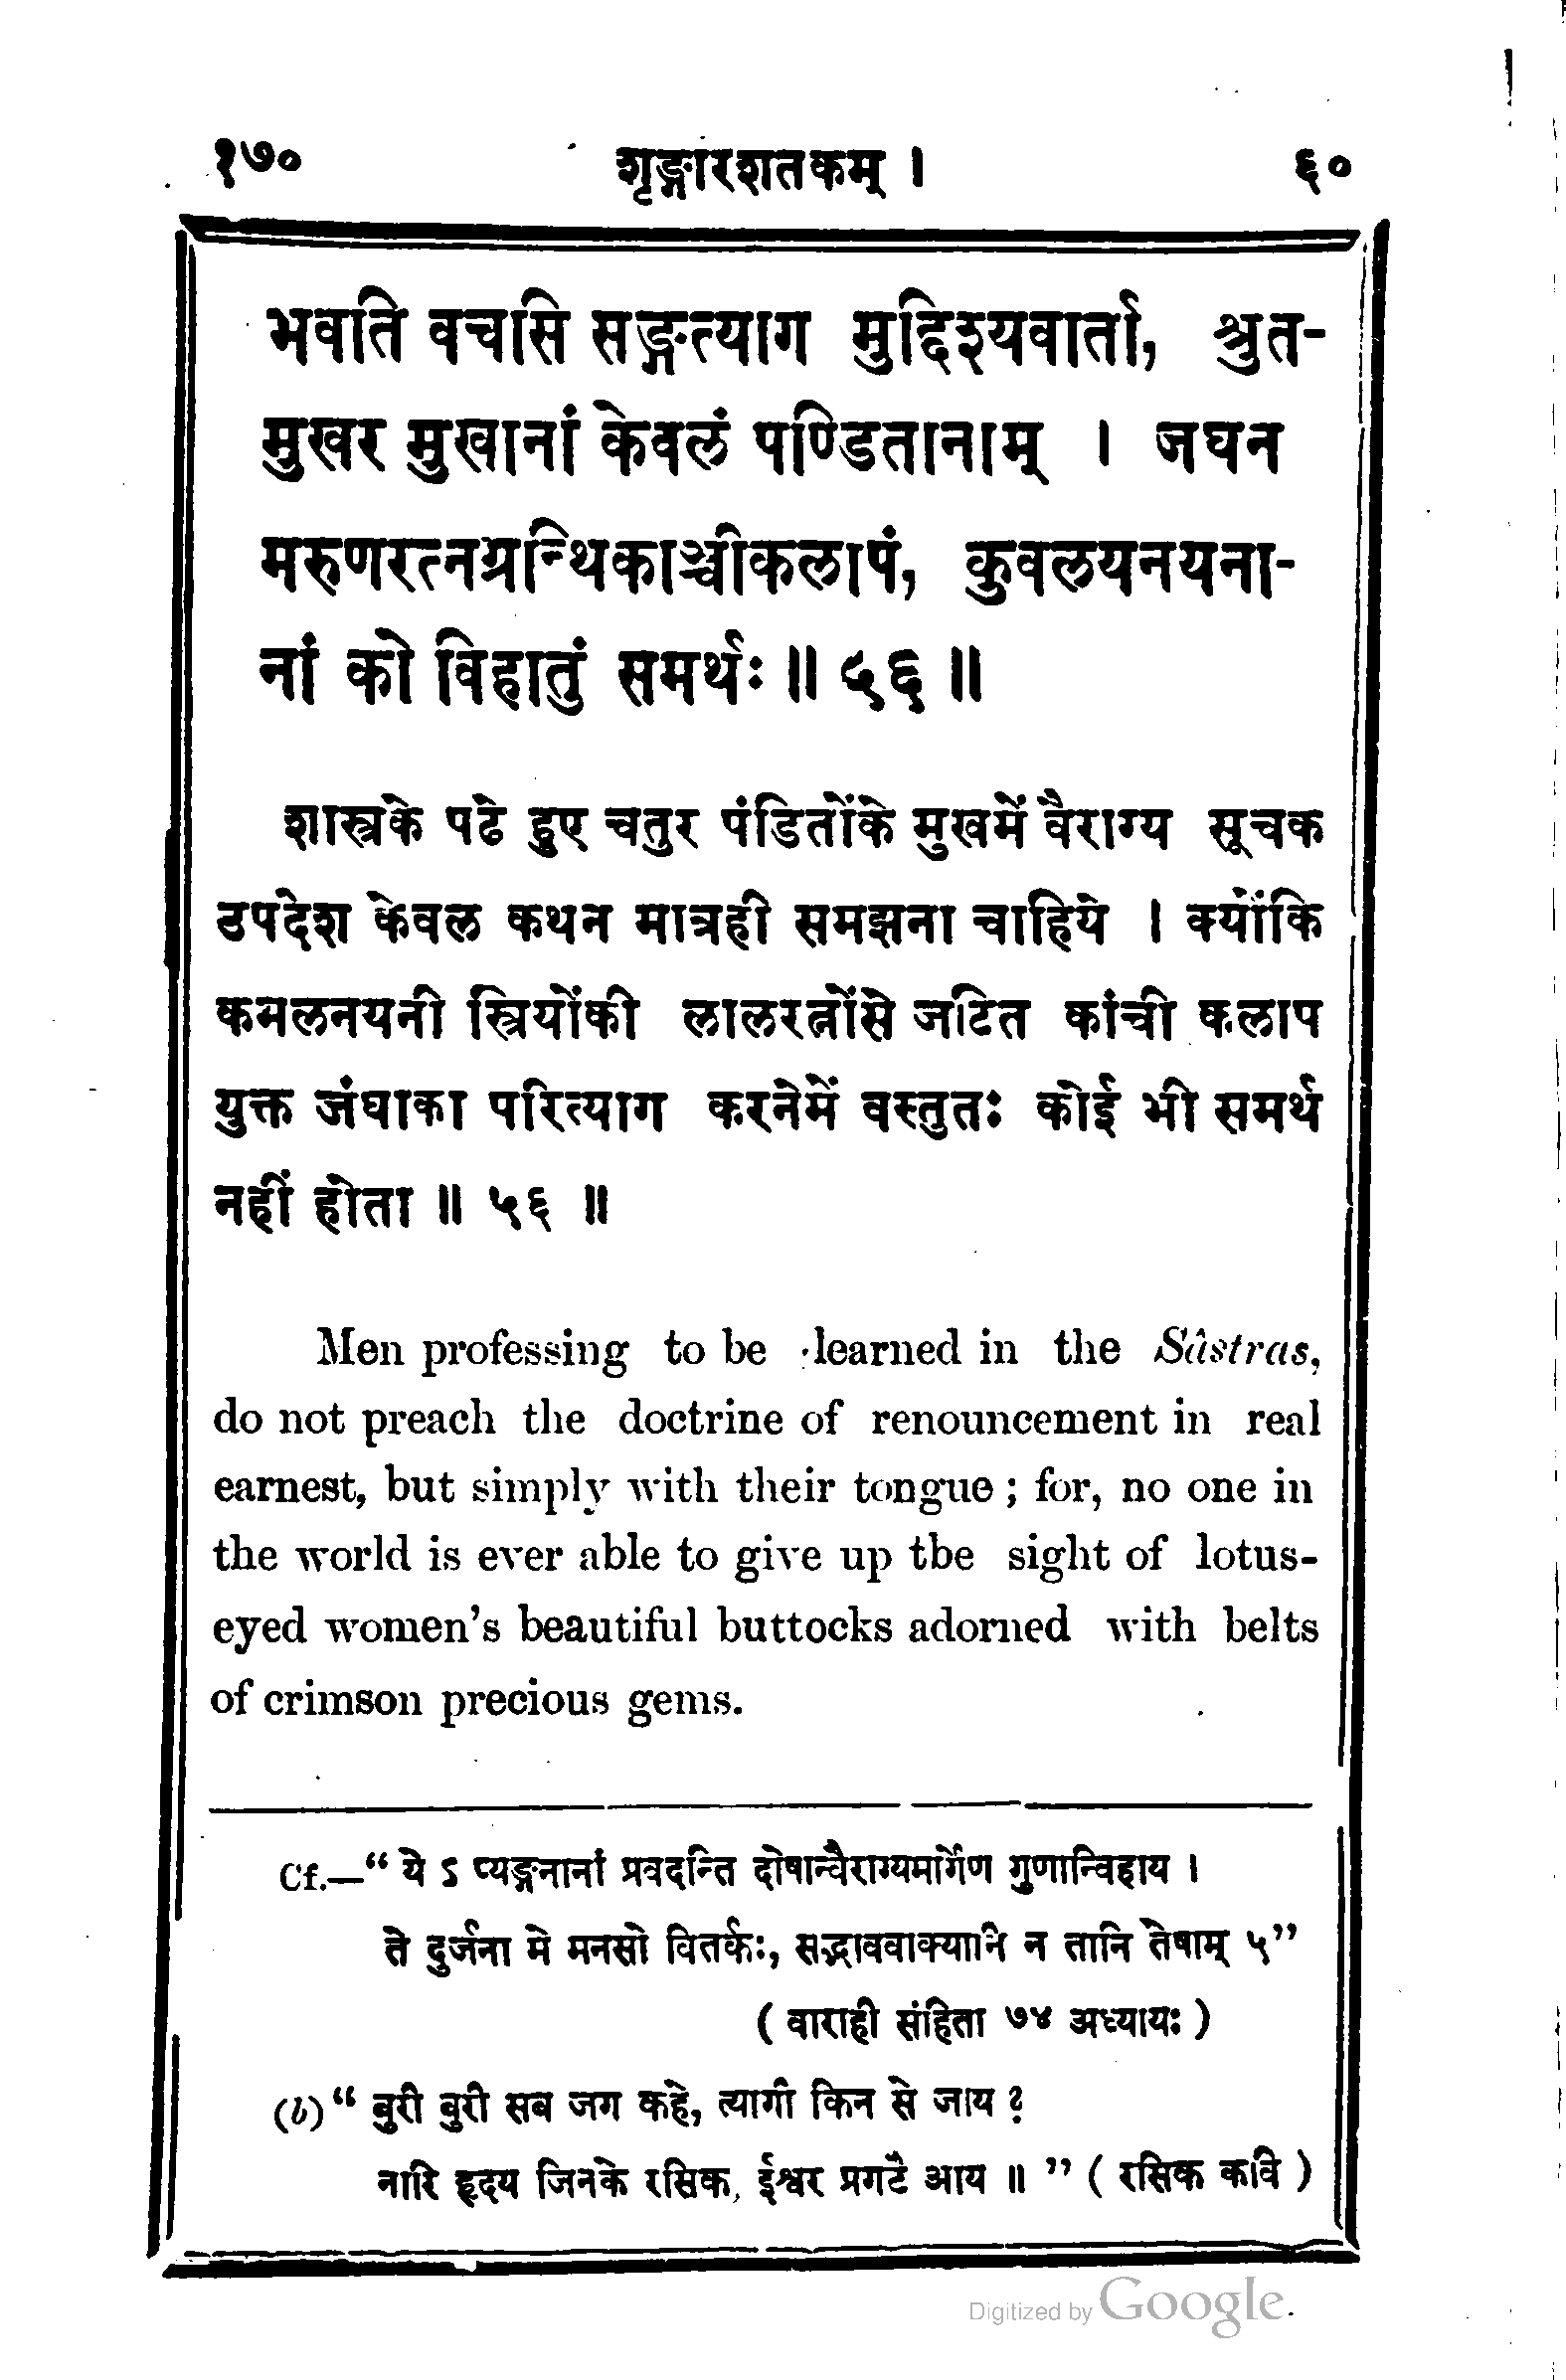 १७० शृङ्गारशतकम् । ६०
भवति वचसि सङ्गत्याग मुद्दिश्यवार्ता, श्रुत-
मुखर मुखानां केवलं पण्डितानाम् । जघन
मरुणरत्नग्रन्थिकाञ्चीकलापं, कुवलयनयना-
नां को विहातुं समर्थः ॥ ५६ ॥
शास्त्रके पढे हुए चतुर पंडितोंके मुखमें वैराग्य सूचक
उपदेश केवल कथन मात्रही समझना चाहिये । क्योंकि
कमलनयनी स्त्रियोंकी लालरत्नोंसे जटित कांची कलाप
युक्त जंघाका परित्याग करनेमें वस्तुतः कोई भी समर्थ
नहीं होता ॥ ५६ ॥
Men professing to be learned in the Sâstras,
do not preach the doctrine of renouncement in real
earnest, but simply with their tongue ; for, no one in
the world is ever able to give up tbe sight of lotus-
eyed women's beautiful buttocks adorned with belts
of crimson precious gems.
Cf.—“ ये ऽ प्यङ्गनानां प्रवदन्ति दोषान्वैराग्यमार्गेण गुणान्विहाय ।
ते दुर्जना मे मनसो वितर्कः, सद्भाववाक्यानि न तानि तेषाम् ५”
( वाराही संहिता ७४ अध्यायः )
(b) “ बुरी बुरी सब जग कहे, त्यागी किन से जाय ?
नारि हृदय जिनके रसिक, ईश्वर प्रगटै आय ॥ ” ( रसिक कवि )
Digitized by Google